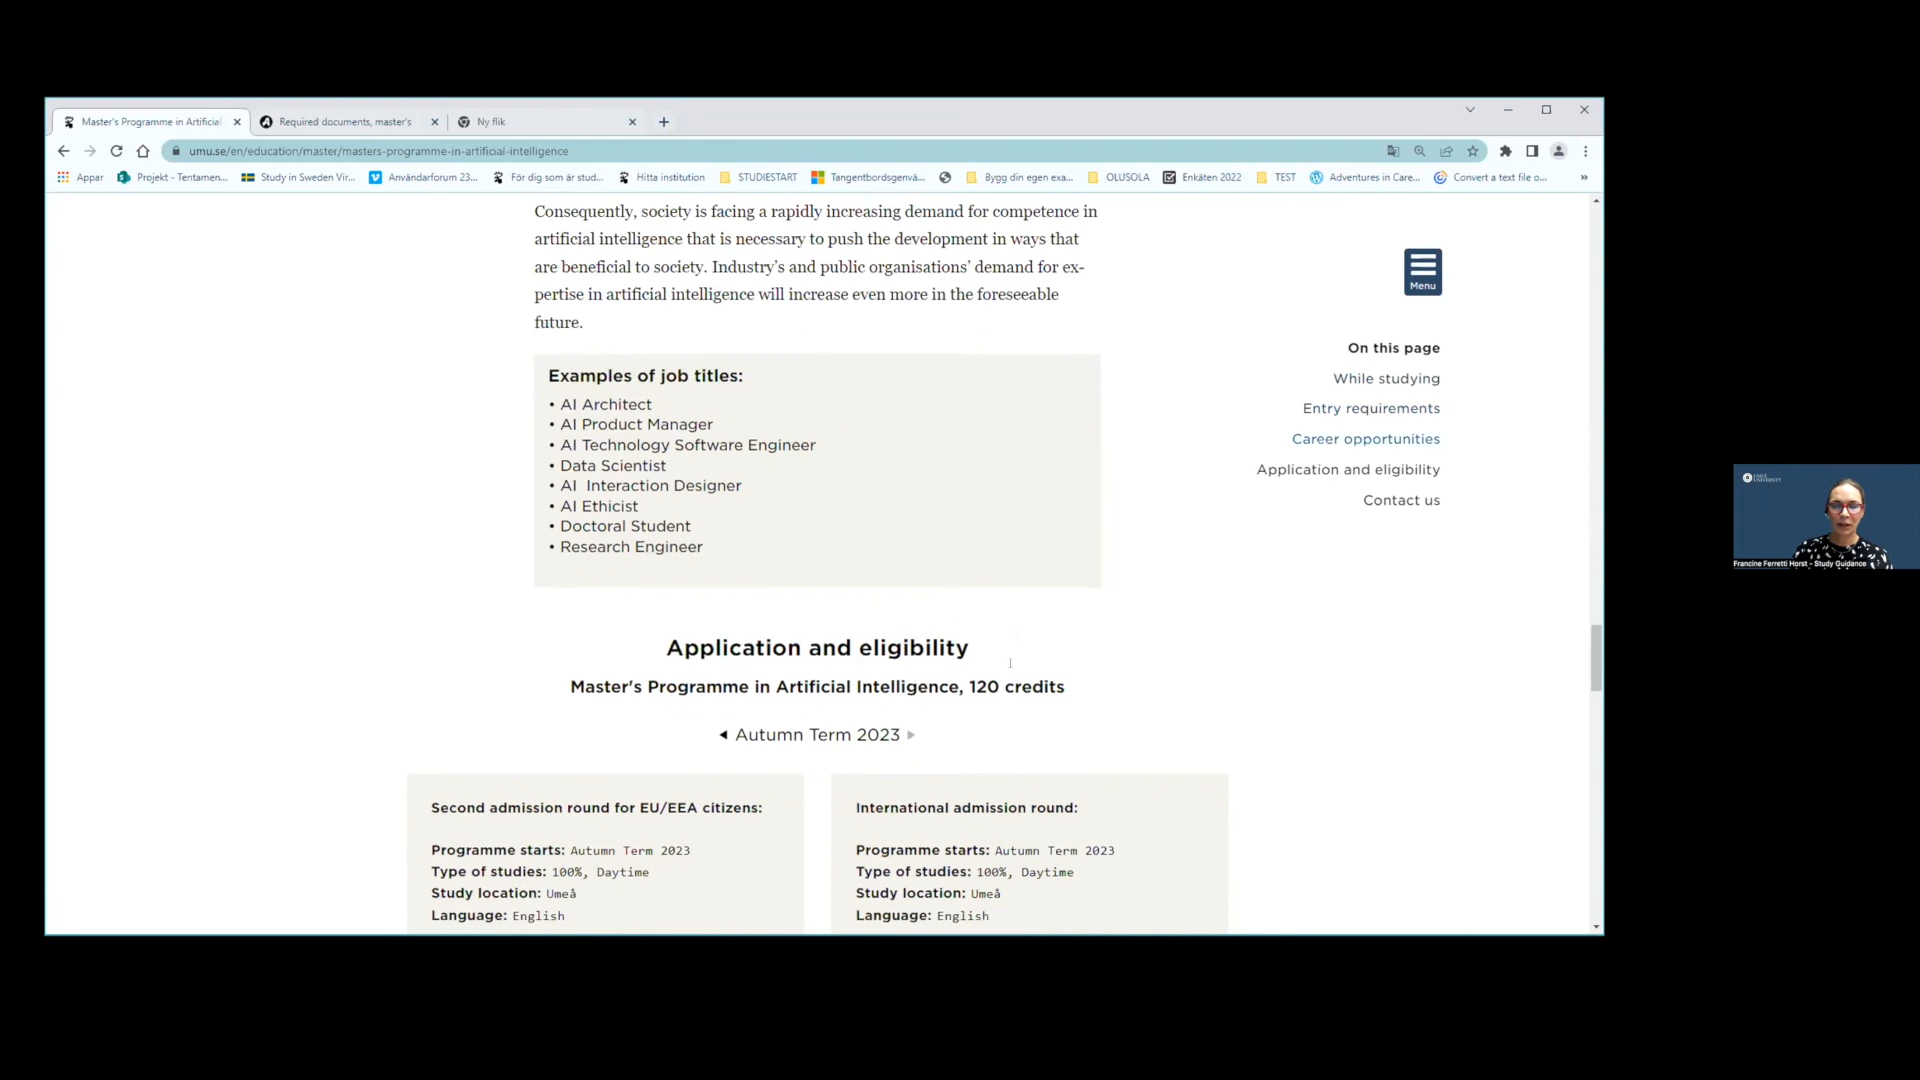 Master's Programme in Artificial
Required documents, master's
Ny flik
umu.se/en/education/master/masters-programme-in-artificial-intelligence
Appar
Projekt - Tentamen...
Study in Sweden Vir...
Användarforum 23...
För dig som är stud...
Hitta institution
STUDIESTART
Tangentbordsgenvä...
Bygg din egen exa...
OLUSOLA
Enkäten 2022
TEST
Adventures in Care...
Convert a text file o...
»
Consequently, society is facing a rapidly increasing demand for competence in
artificial intelligence that is necessary to push the development in ways that
are beneficial to society. Industry’s and public organisations’ demand for ex-
pertise in artificial intelligence will increase even more in the foreseeable
future.
Examples of job titles:
• AI Architect
• AI Product Manager
• AI Technology Software Engineer
• Data Scientist
• AI Interaction Designer
• AI Ethicist
• Doctoral Student
• Research Engineer
Menu
On this page
While studying
Entry requirements
Career opportunities
Application and eligibility
Contact us
Application and eligibility
Master's Programme in Artificial Intelligence, 120 credits
Autumn Term 2023
Second admission round for EU/EEA citizens:
Programme starts: Autumn Term 2023
Type of studies: 100%, Daytime
Study location: Umeå
Language: English
International admission round:
Programme starts: Autumn Term 2023
Type of studies: 100%, Daytime
Study location: Umeå
Language: English
UMEÅ
UNIVERSITY
Francine Ferretti Horst - Study Guidance